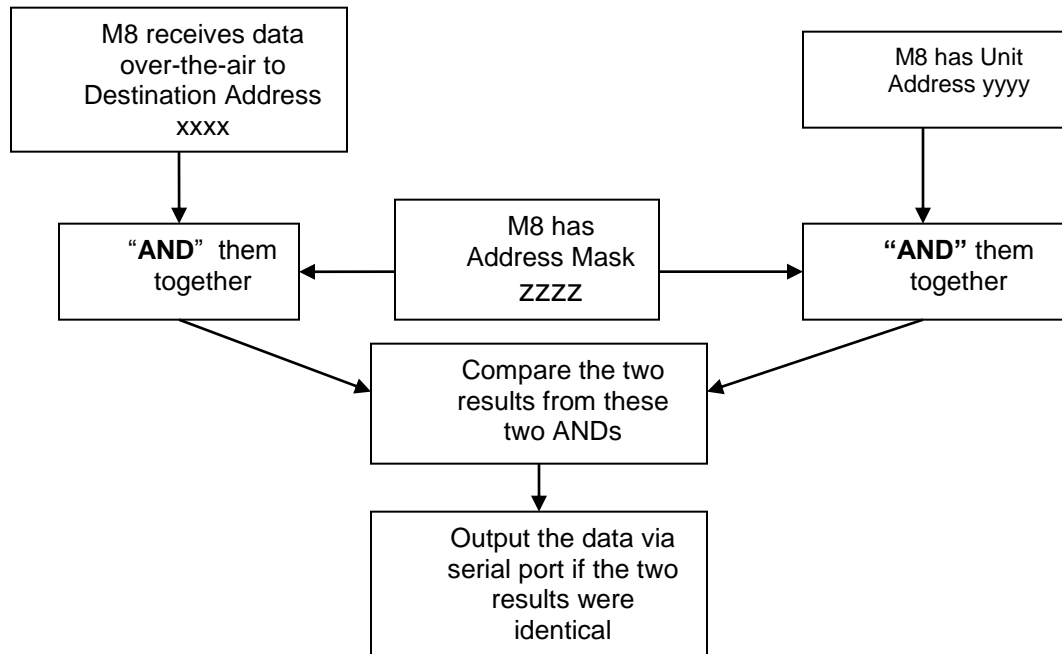 M8 receives data
over-the-air to
Destination Address
xxxx
M8 has Unit
Address yyyy
“AND” them
together
M8 has
Address Mask
zzzz
“AND” them
together
Compare the two
results from these
two ANDs
Output the data via
serial port if the two
results were
identical